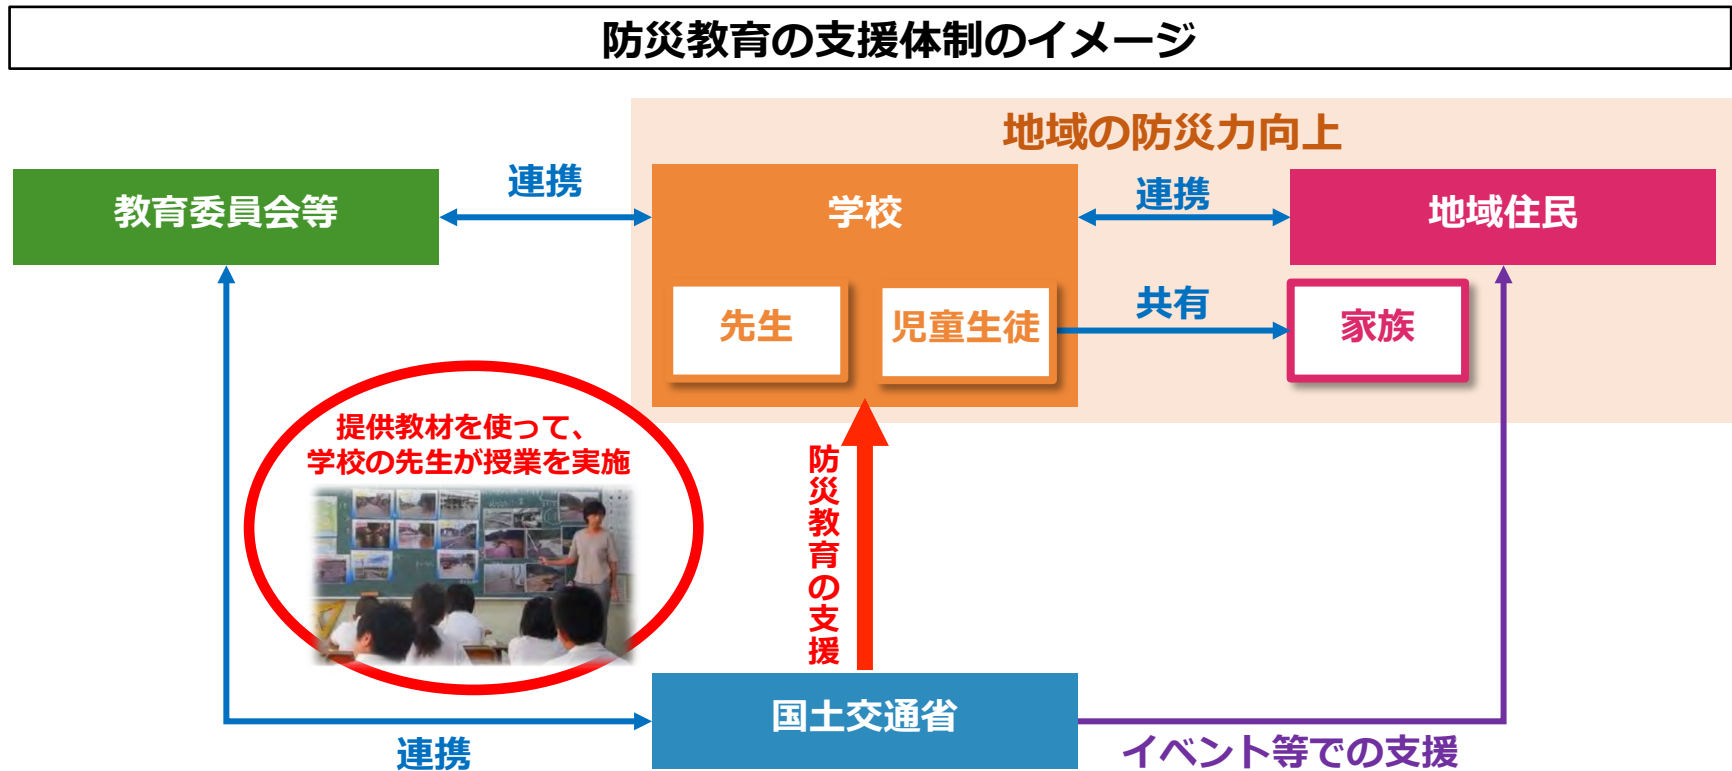 防災教育の支援体制のイメージ
地域の防災力向上
教育委員会等
連携
学校
連携
地域住民
先生
児童生徒
共有
家族
提供教材を使って、
学校の先生が授業を実施
防災教育の支援
国土交通省
連携
イベント等での支援